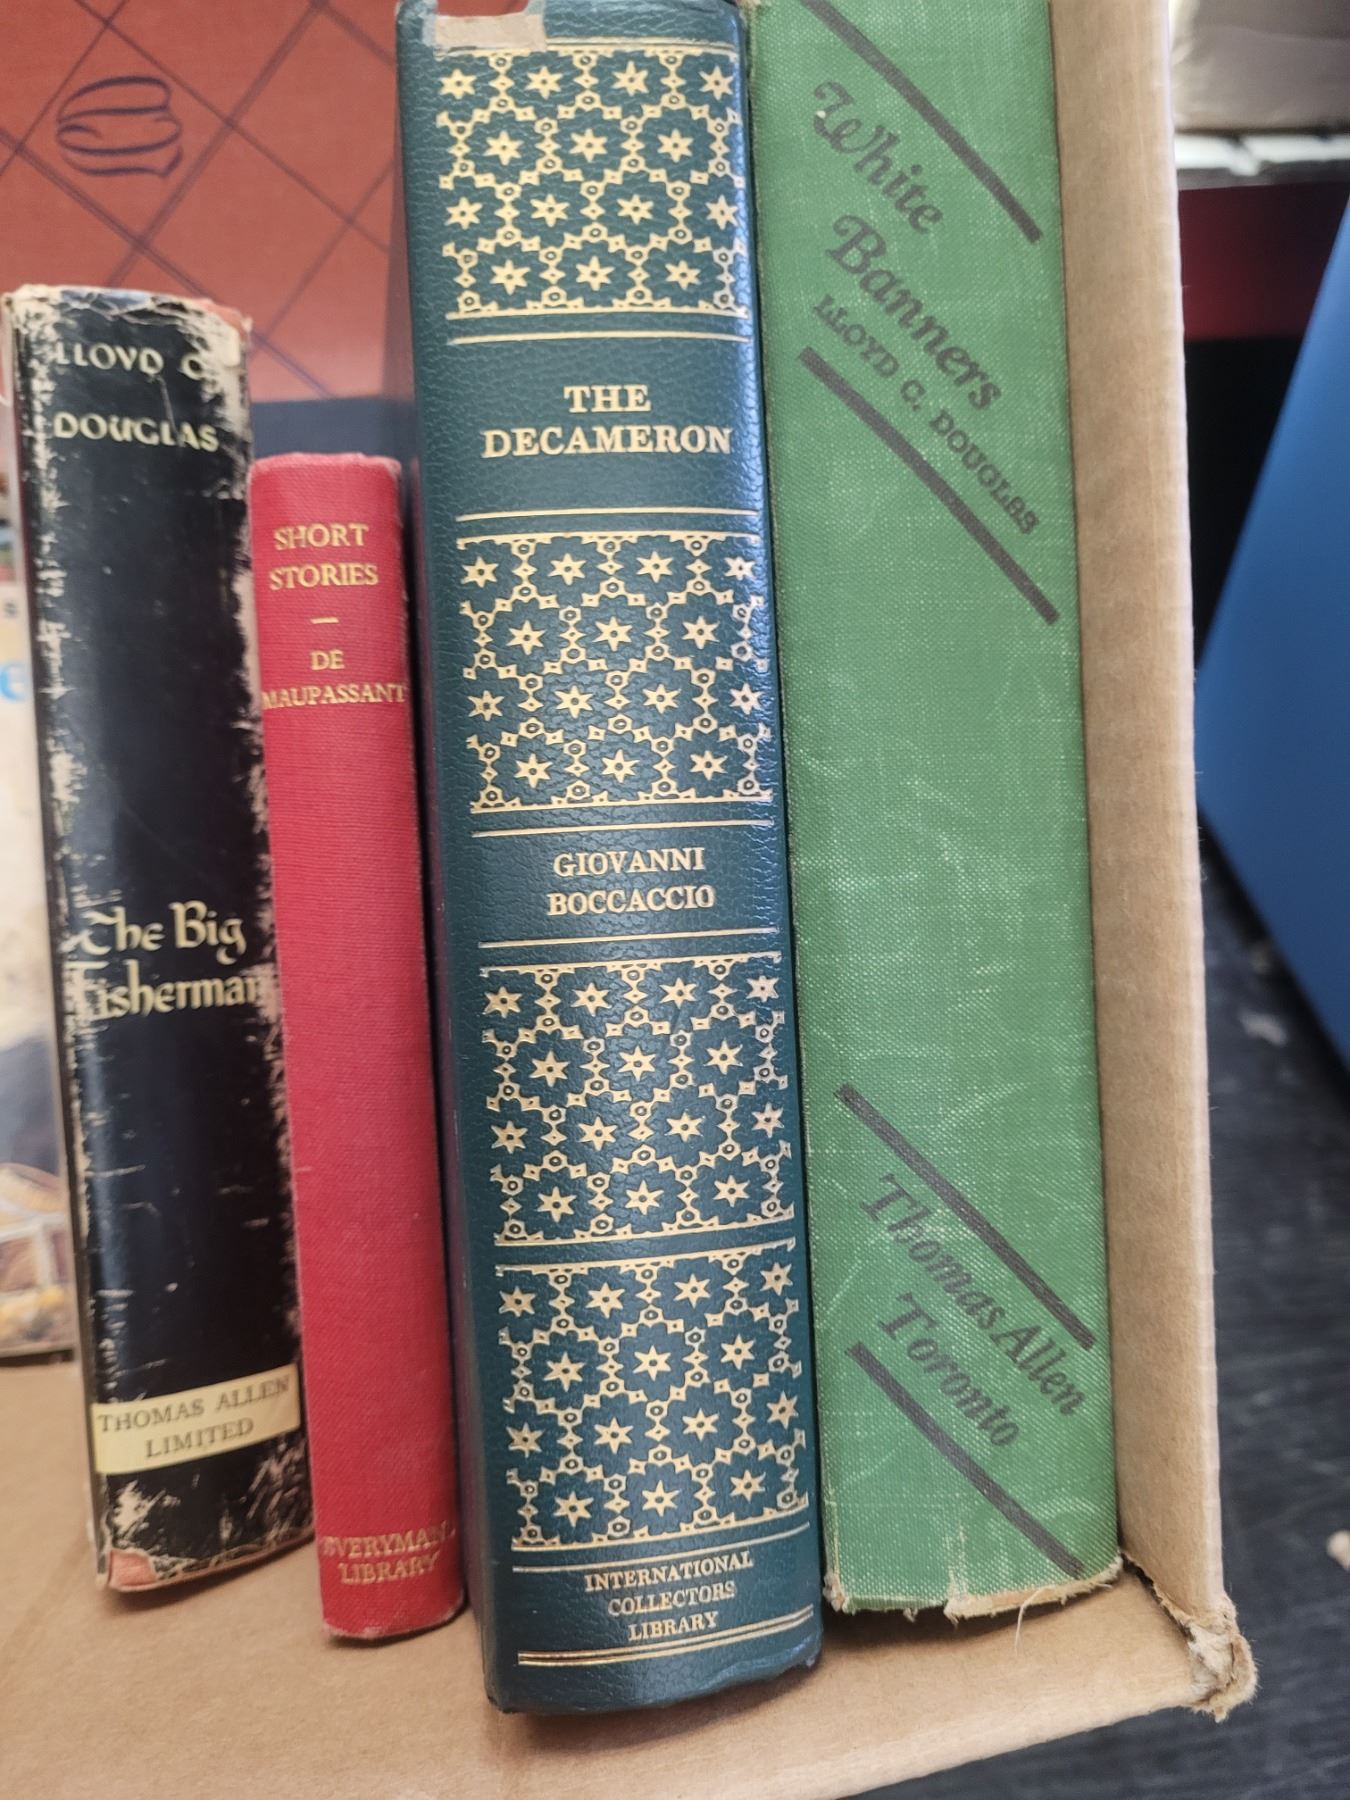 LLOYD C.
DOUGLAS
The Big
Fisherman
THOMAS ALLEN
LIMITED
SHORT
STORIES
—
DE
MAUPASSANT
EVERYMAN
LIBRARY
THE
DECAMERON
GIOVANNI
BOCCACCIO
INTERNATIONAL
COLLECTORS
LIBRARY
White
Banners
LLOYD C. DOUGLAS
Thomas Allen
Toronto